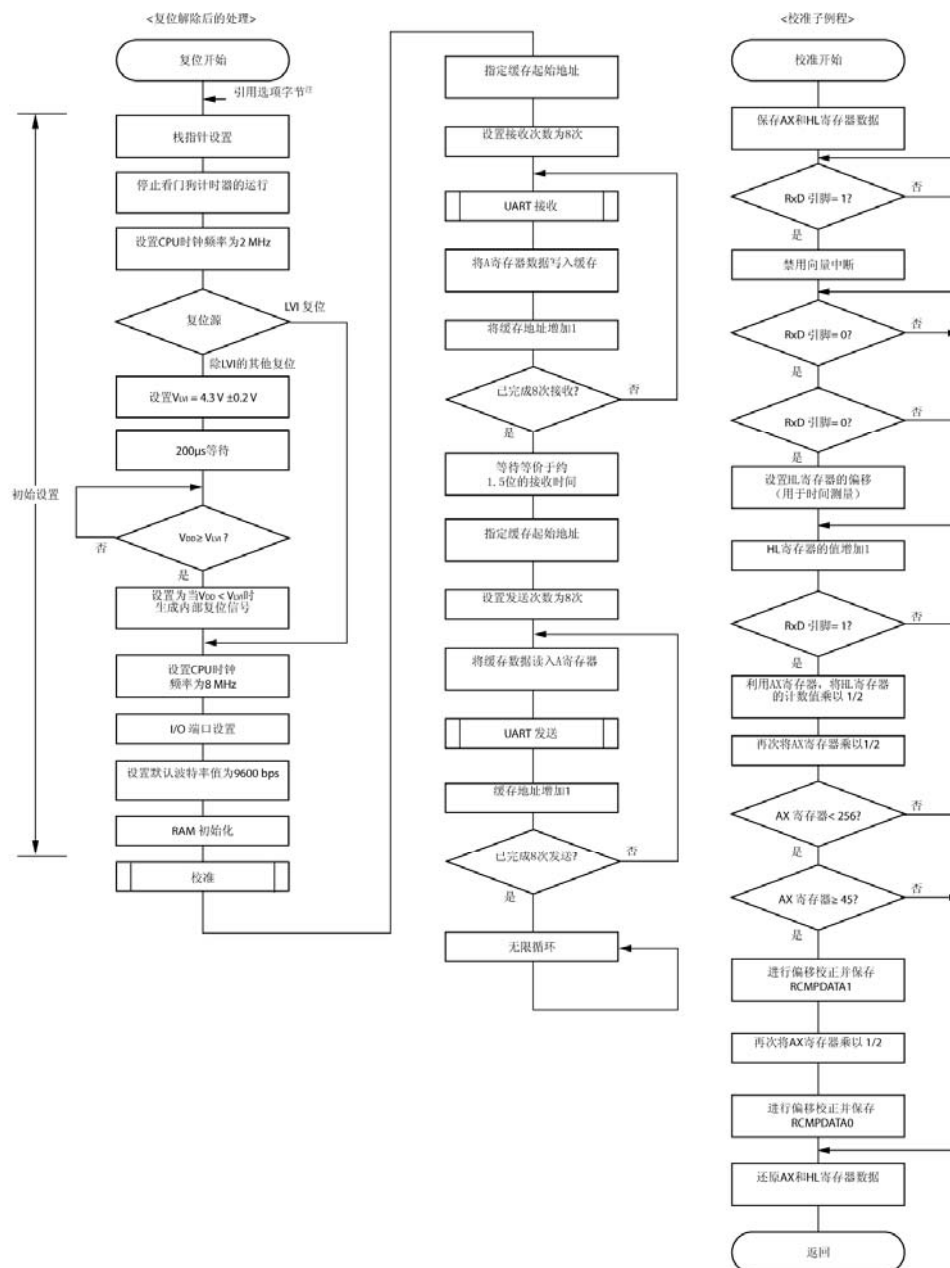 <复位解除后的处理>
复位开始
引用选项字节注
栈指针设置
停止看门狗计时器的运行
设置CPU时钟频率为2 MHz
复位源
LVI 复位
除LVI的其他复位
设置VLVI = 4.3 V ±0.2 V
200μs等待
初始设置
VDD ≥ VLVI ?
否
是
设置为当VDD < VLVI时
生成内部复位信号
设置CPU时钟
频率为8 MHz
I/O 端口设置
设置默认波特率值为9600 bps
RAM 初始化
校准
指定缓存起始地址
设置接收次数为8次
UART 接收
将A寄存器数据写入缓存
将缓存地址增加1
已完成8次接收?
否
是
等待等价于约
1.5位的接收时间
指定缓存起始地址
设置发送次数为8次
将缓存数据读入A寄存器
UART 发送
缓存地址增加1
已完成8次发送?
否
是
无限循环
<校准子例程>
校准开始
保存AX和HL寄存器数据
RxD 引脚= 1?
否
是
禁用向量中断
RxD 引脚= 0?
否
是
RxD 引脚= 0?
否
是
设置HL寄存器的偏移
（用于时间测量）
HL寄存器的值增加1
RxD 引脚= 1?
否
是
利用AX寄存器，将HL寄存器
的计数值乘以 1/2
再次将AX寄存器乘以1/2
AX 寄存器< 256?
否
是
AX 寄存器≥ 45?
否
是
进行偏移校正并保存
RCMPDATA1
再次将AX寄存器乘以 1/2
进行偏移校正并保存
RCMPDATA0
还原AX和HL寄存器数据
返回